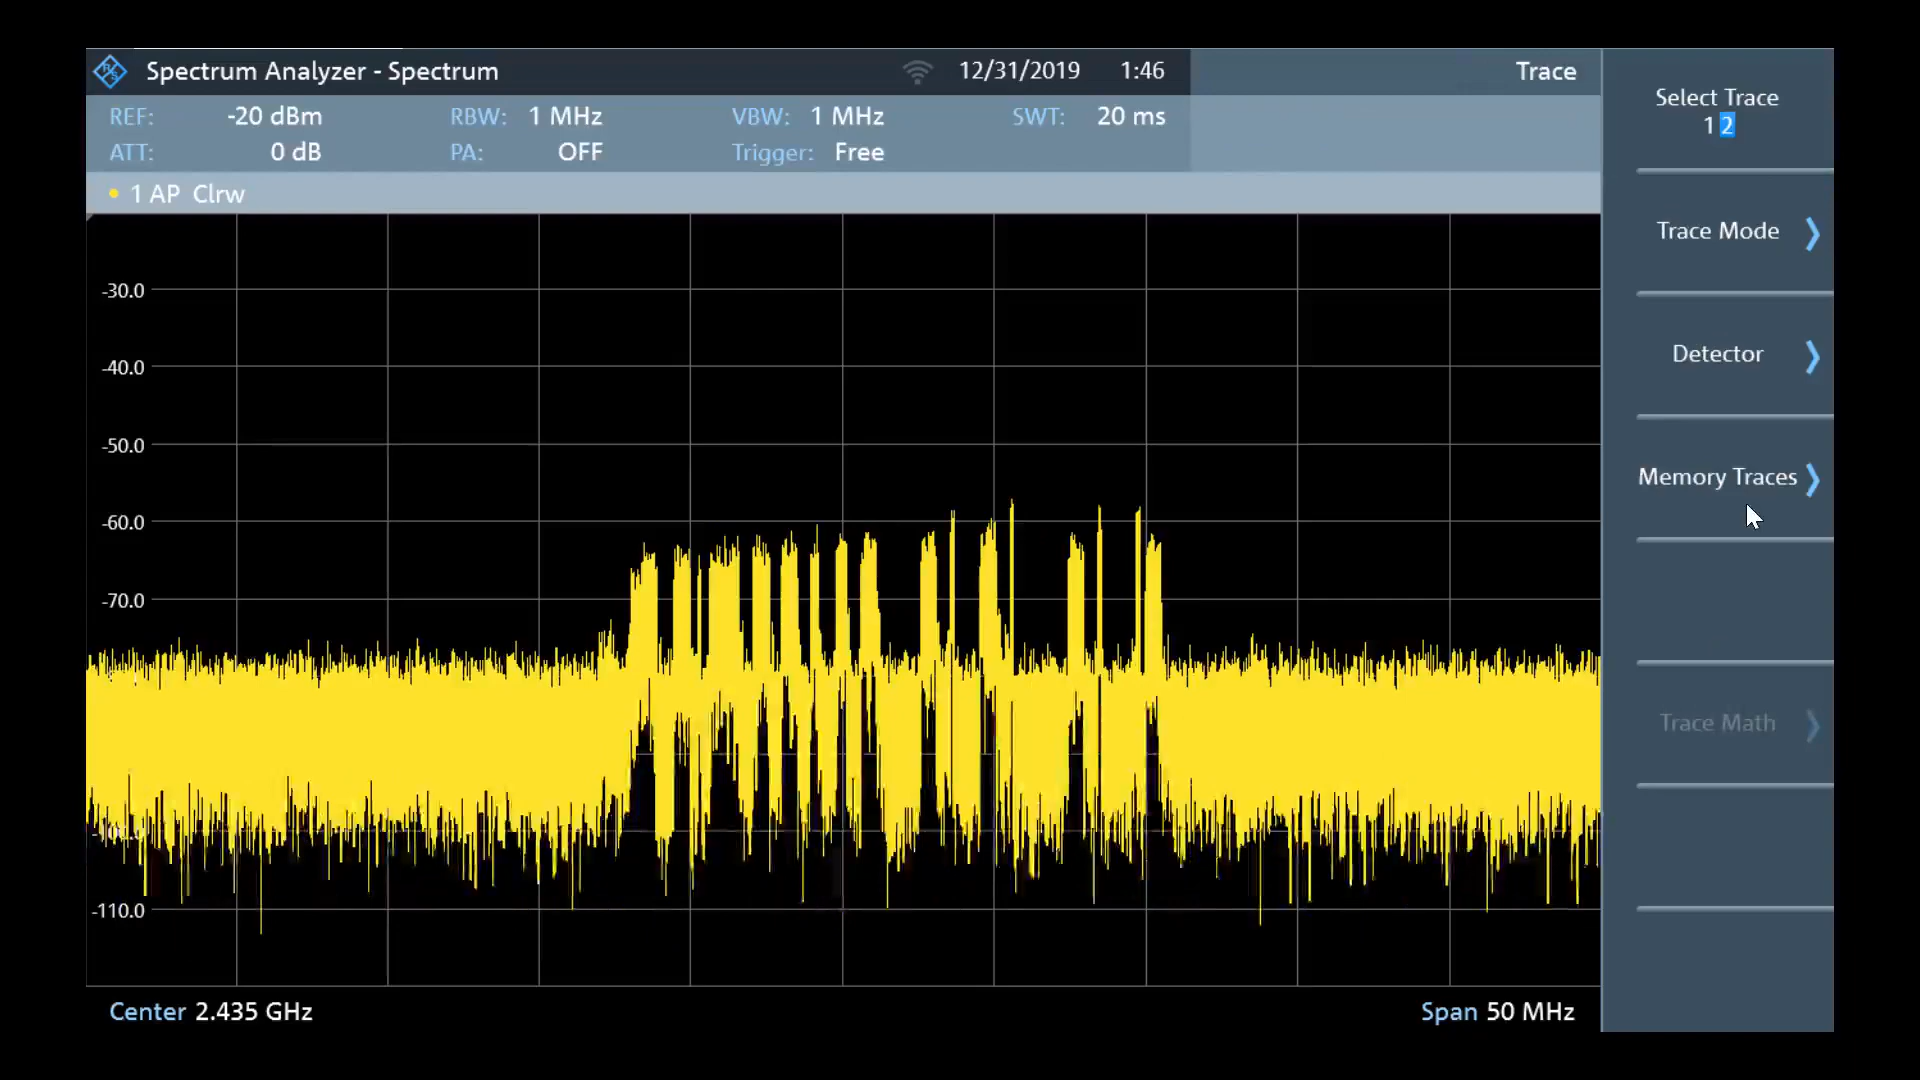 Spectrum Analyzer - Spectrum 12/31/2019 1:46 Trace
REF: -20 dBm RBW: 1 MHz VBW: 1 MHz SWT: 20 ms
ATT: 0 dB PA: OFF Trigger: Free
1 AP Clrw
-30.0
-40.0
-50.0
-60.0
-70.0
-110.0
Center 2.435 GHz Span 50 MHz
Select Trace
1 2
Trace Mode
Detector
Memory Traces
Trace Math